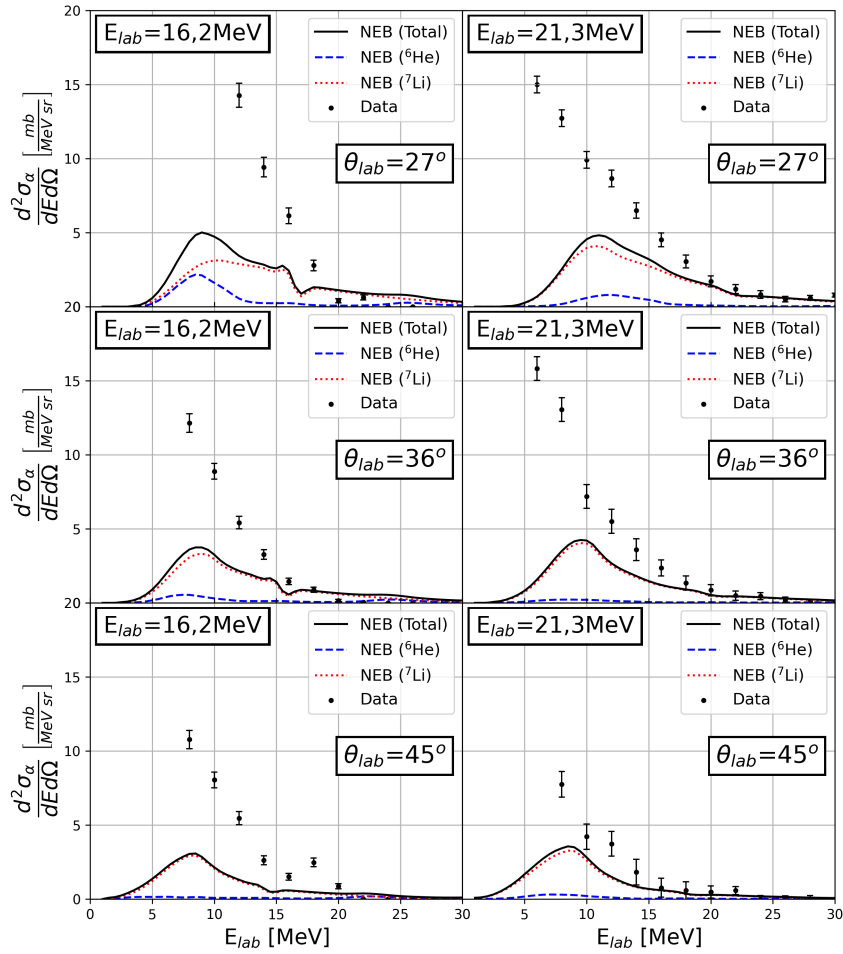 20
E_lab=16,2MeV
NEB (Total)
NEB (⁶He)
NEB (⁷Li)
Data
θ_lab=27°
15
10
5
d²σ_α/dEdΩ [mb/MeV sr]
E_lab=21,3MeV
NEB (Total)
NEB (⁶He)
NEB (⁷Li)
Data
θ_lab=27°
20
E_lab=16,2MeV
NEB (Total)
NEB (⁶He)
NEB (⁷Li)
Data
θ_lab=36°
15
10
5
d²σ_α/dEdΩ [mb/MeV sr]
E_lab=21,3MeV
NEB (Total)
NEB (⁶He)
NEB (⁷Li)
Data
θ_lab=36°
20
E_lab=16,2MeV
NEB (Total)
NEB (⁶He)
NEB (⁷Li)
Data
θ_lab=45°
15
10
5
0
d²σ_α/dEdΩ [mb/MeV sr]
E_lab=21,3MeV
NEB (Total)
NEB (⁶He)
NEB (⁷Li)
Data
θ_lab=45°
0 5 10 15 20 25 30 5 10 15 20 25 30
E_lab [MeV] E_lab [MeV]